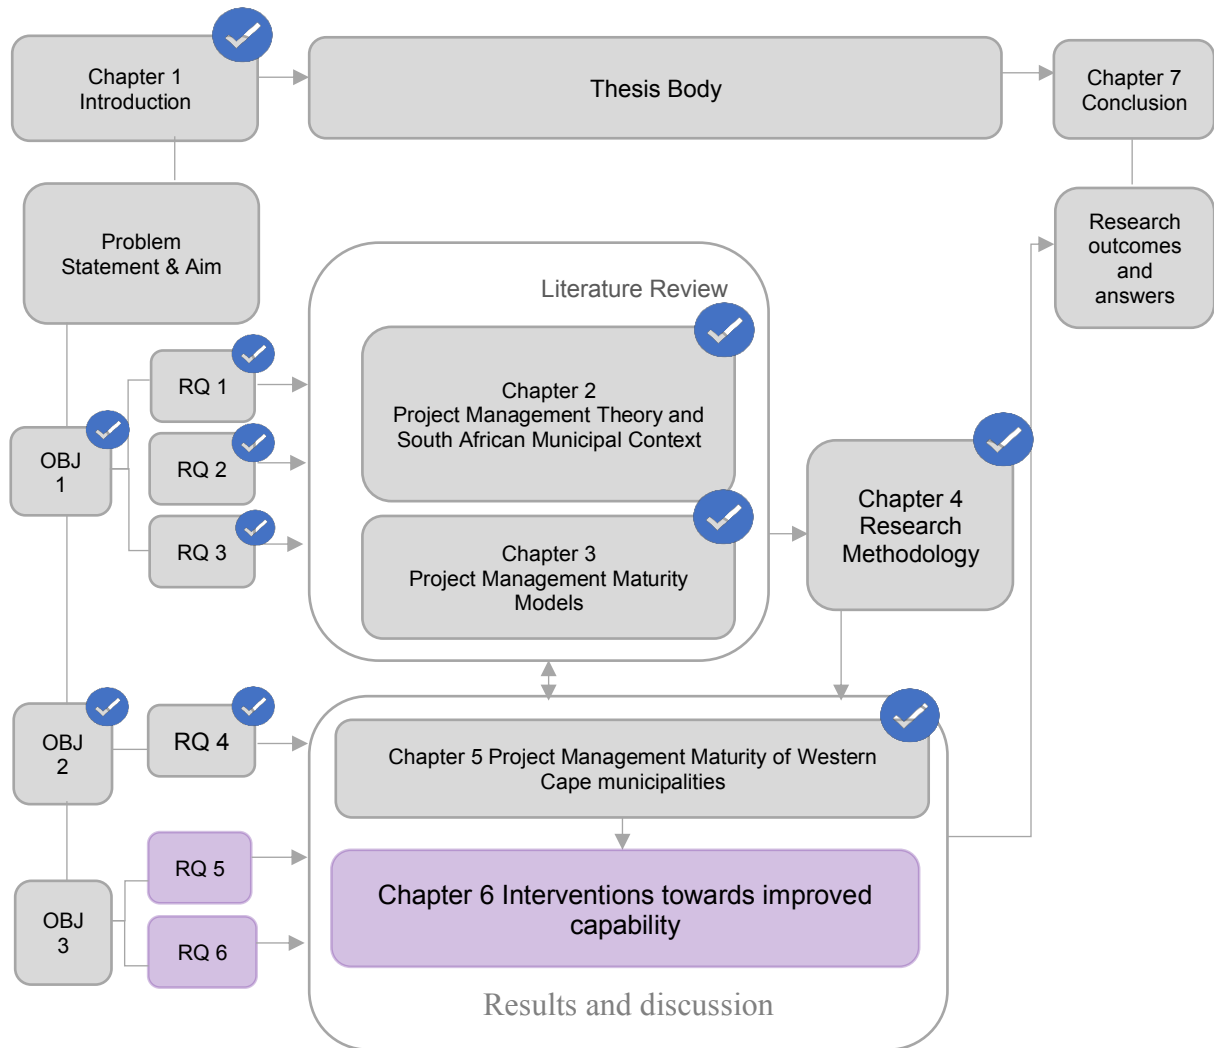 Chapter 1
Introduction
Thesis Body
Chapter 7
Conclusion
Problem
Statement & Aim
Research
outcomes
and
answers
Literature Review
RQ 1
Chapter 2
Project Management Theory and
South African Municipal Context
OBJ
1
RQ 2
RQ 3
Chapter 3
Project Management Maturity
Models
Chapter 4
Research
Methodology
OBJ
2
RQ 4
Chapter 5 Project Management Maturity of Western
Cape municipalities
OBJ
3
RQ 5
RQ 6
Chapter 6 Interventions towards improved
capability
Results and discussion